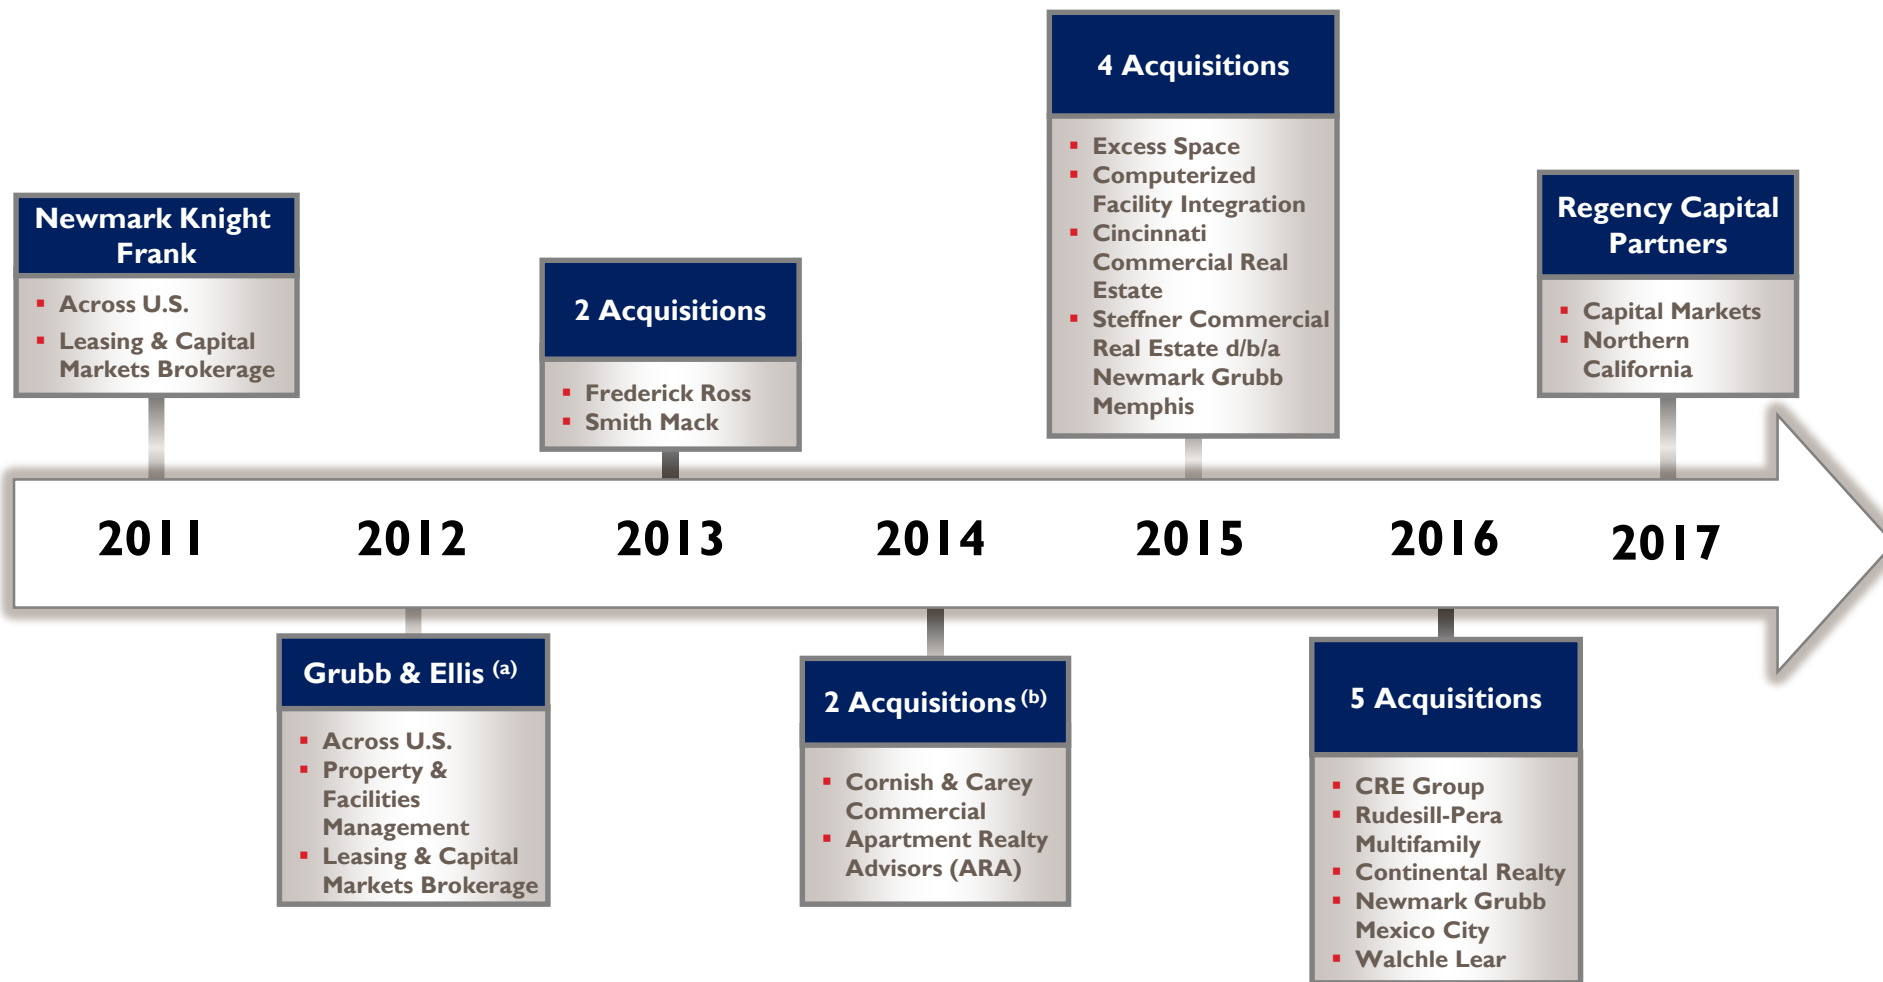 Newmark Knight
Frank
Across U.S.
Leasing & Capital
Markets Brokerage
2 Acquisitions
Frederick Ross
Smith Mack
4 Acquisitions
Excess Space
Computerized
Facility Integration
Cincinnati
Commercial Real
Estate
Steffner Commercial
Real Estate d/b/a
Newmark Grubb
Memphis
Regency Capital
Partners
Capital Markets
Northern
California
2011 2012 2013 2014 2015 2016 2017
Grubb & Ellis (a)
Across U.S.
Property &
Facilities
Management
Leasing & Capital
Markets Brokerage
2 Acquisitions (b)
Cornish & Carey
Commercial
Apartment Realty
Advisors (ARA)
5 Acquisitions
CRE Group
Rudesill-Pera
Multifamily
Continental Realty
Newmark Grubb
Mexico City
Walchle Lear